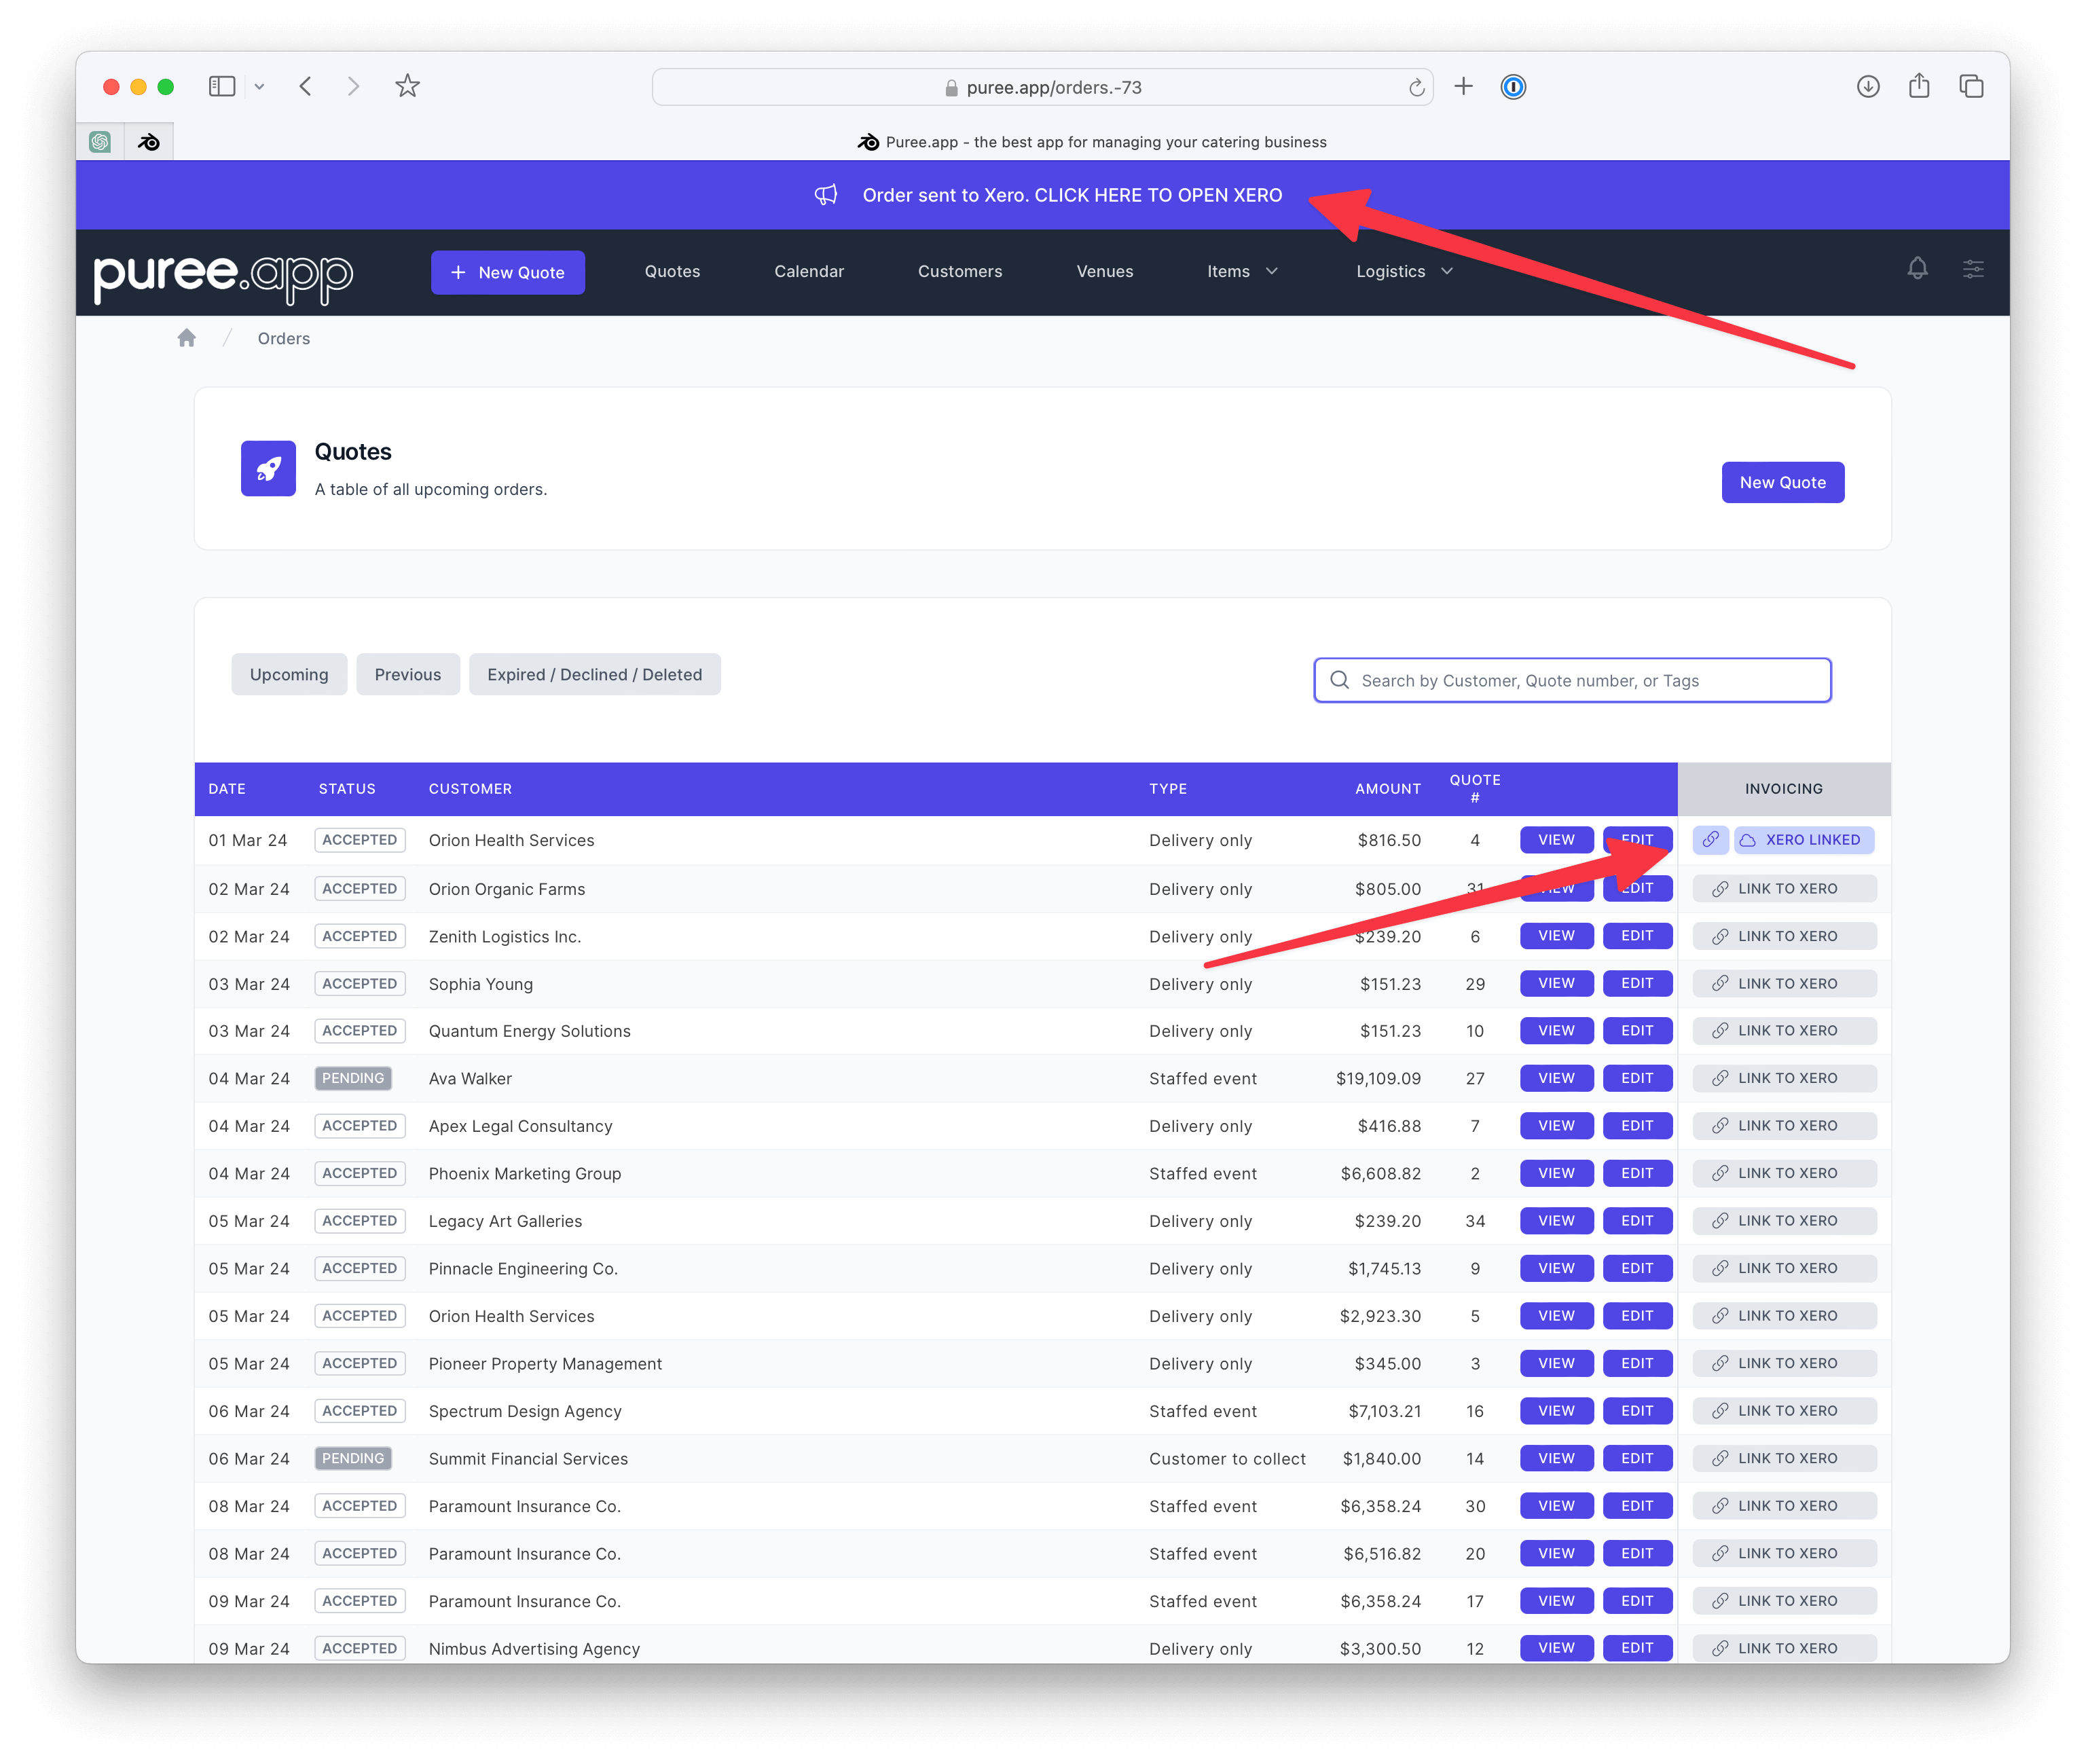 puree.app/orders.-73
Puree.app - the best app for managing your catering business
Order sent to Xero. CLICK HERE TO OPEN XERO
puree.app
New Quote
Quotes
Calendar
Customers
Venues
Items
Logistics
/ Orders
Quotes
A table of all upcoming orders.
New Quote
Upcoming
Previous
Expired / Declined / Deleted
Search by Customer, Quote number, or Tags
DATE STATUS CUSTOMER TYPE AMOUNT QUOTE # INVOICING
01 Mar 24 ACCEPTED Orion Health Services Delivery only $816.50 4 VIEW EDIT XERO LINKED
02 Mar 24 ACCEPTED Orion Organic Farms Delivery only $805.00 31 VIEW EDIT LINK TO XERO
02 Mar 24 ACCEPTED Zenith Logistics Inc. Delivery only $239.20 6 VIEW EDIT LINK TO XERO
03 Mar 24 ACCEPTED Sophia Young Delivery only $151.23 29 VIEW EDIT LINK TO XERO
03 Mar 24 ACCEPTED Quantum Energy Solutions Delivery only $151.23 10 VIEW EDIT LINK TO XERO
04 Mar 24 PENDING Ava Walker Staffed event $19,109.09 27 VIEW EDIT LINK TO XERO
04 Mar 24 ACCEPTED Apex Legal Consultancy Delivery only $416.88 7 VIEW EDIT LINK TO XERO
04 Mar 24 ACCEPTED Phoenix Marketing Group Staffed event $6,608.82 2 VIEW EDIT LINK TO XERO
05 Mar 24 ACCEPTED Legacy Art Galleries Delivery only $239.20 34 VIEW EDIT LINK TO XERO
05 Mar 24 ACCEPTED Pinnacle Engineering Co. Delivery only $1,745.13 9 VIEW EDIT LINK TO XERO
05 Mar 24 ACCEPTED Orion Health Services Delivery only $2,923.30 5 VIEW EDIT LINK TO XERO
05 Mar 24 ACCEPTED Pioneer Property Management Delivery only $345.00 3 VIEW EDIT LINK TO XERO
06 Mar 24 ACCEPTED Spectrum Design Agency Staffed event $7,103.21 16 VIEW EDIT LINK TO XERO
06 Mar 24 PENDING Summit Financial Services Customer to collect $1,840.00 14 VIEW EDIT LINK TO XERO
08 Mar 24 ACCEPTED Paramount Insurance Co. Staffed event $6,358.24 30 VIEW EDIT LINK TO XERO
08 Mar 24 ACCEPTED Paramount Insurance Co. Staffed event $6,516.82 20 VIEW EDIT LINK TO XERO
09 Mar 24 ACCEPTED Paramount Insurance Co. Staffed event $6,358.24 17 VIEW EDIT LINK TO XERO
09 Mar 24 ACCEPTED Nimbus Advertising Agency Delivery only $3,300.50 12 VIEW EDIT LINK TO XERO